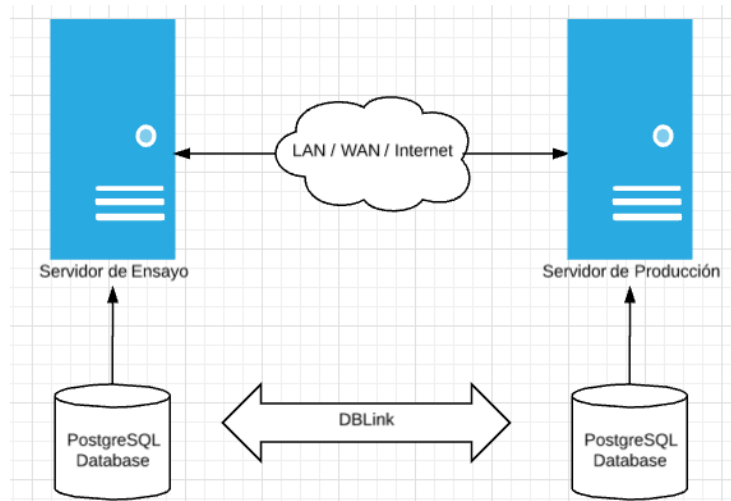 LAN / WAN / Internet
Servidor de Ensayo
Servidor de Producción
DBLink
PostgreSQL
Database
PostgreSQL
Database